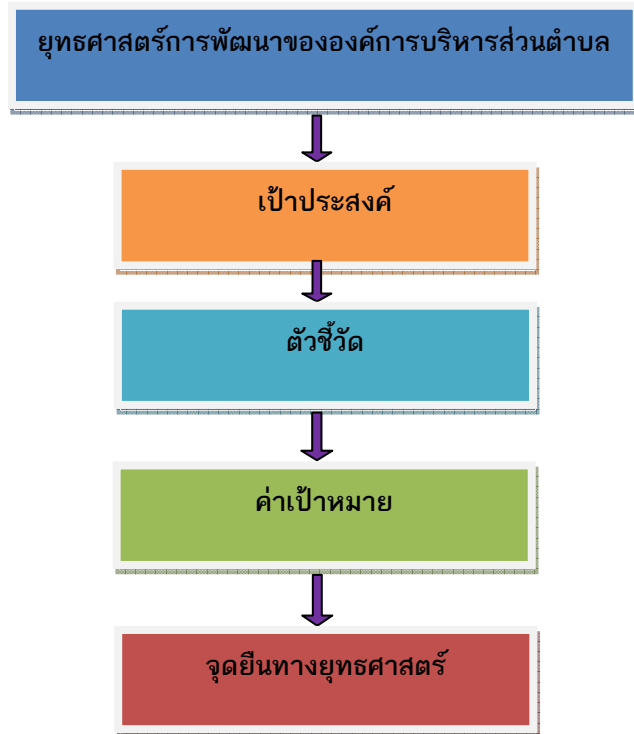 ยุทธศาสตร์การพัฒนาขององค์การบริหารส่วนตำบล
เป้าประสงค์
ตัวชี้วัด
ค่าเป้าหมาย
จุดยืนทางยุทธศาสตร์